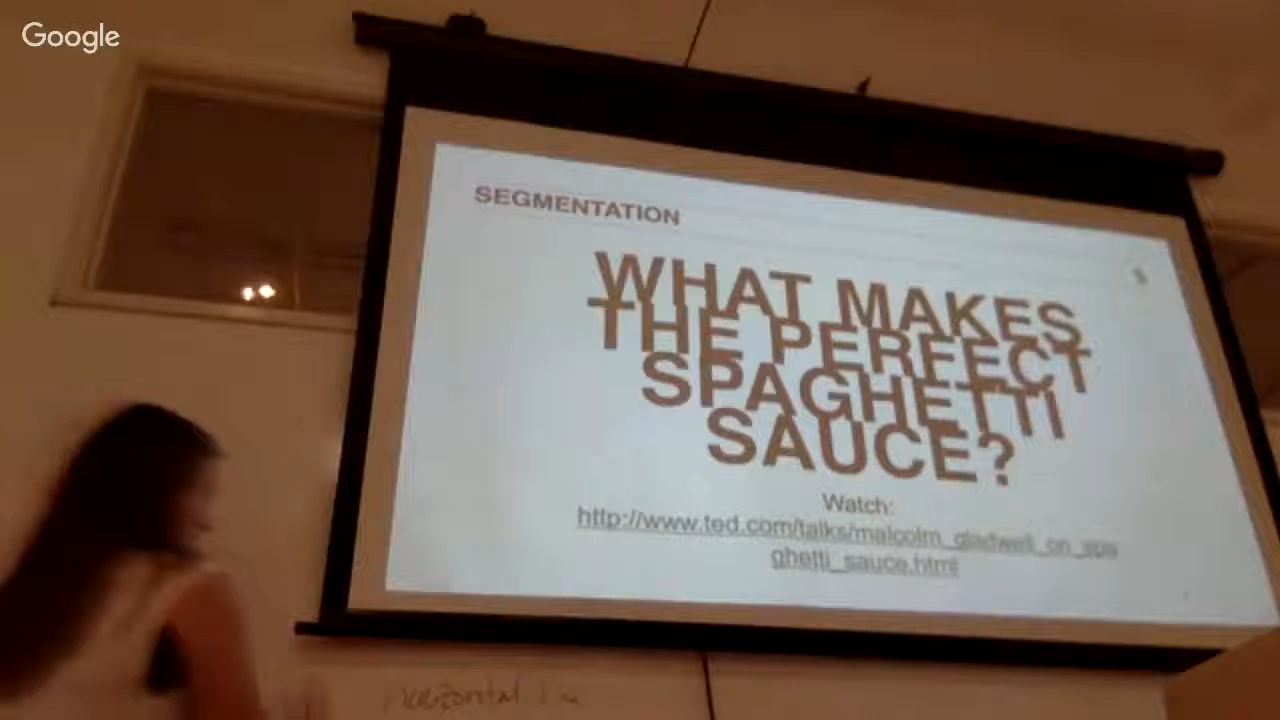 Google
SEGMENTATION
WHAT MAKES
THE PERFECT
SPAGHETTI
SAUCE?
Watch:
http://www.ted.com/talks/malcolm_gladwell_on_spa
ghetti_sauce.html